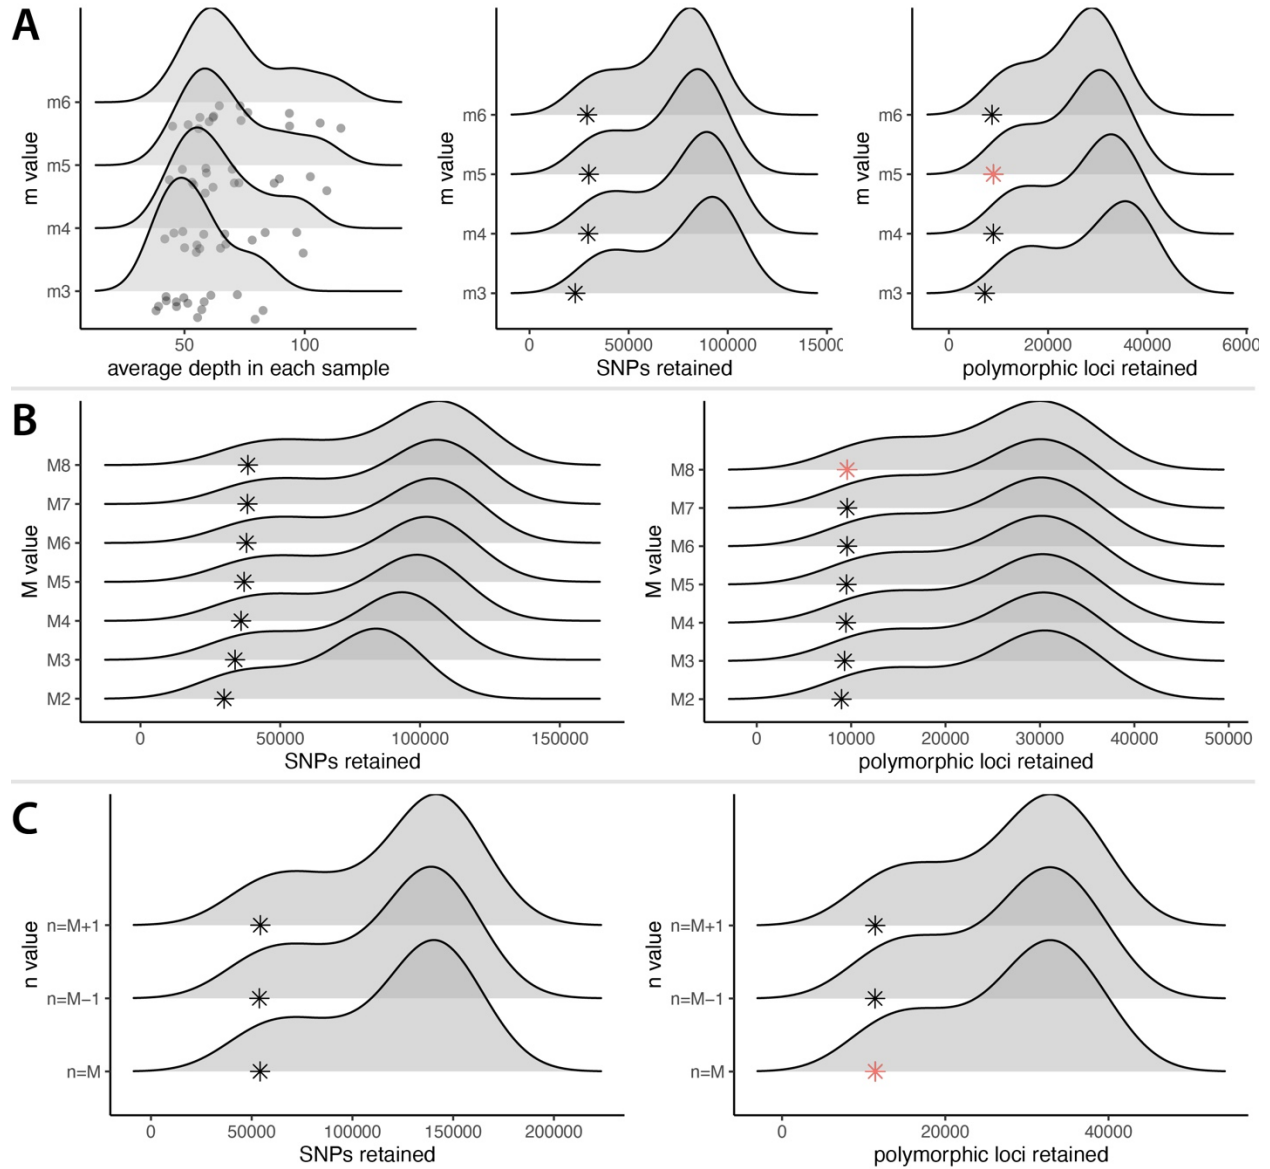 A
m value
m6
m5
m4
m3
50 100
average depth in each sample
m value
m6
m5
m4
m3
0 50000 100000 15000
SNPs retained
m value
m6
m5
m4
m3
0 20000 40000 6000
polymorphic loci retained
B
M value
M8
M7
M6
M5
M4
M3
M2
0 50000 100000 150000
SNPs retained
M value
M8
M7
M6
M5
M4
M3
M2
0 10000 20000 30000 40000 50000
polymorphic loci retained
C
n value
n=M+1
n=M−1
n=M
0 50000 100000 150000 200000
SNPs retained
n value
n=M+1
n=M−1
n=M
0 20000 40000
polymorphic loci retained